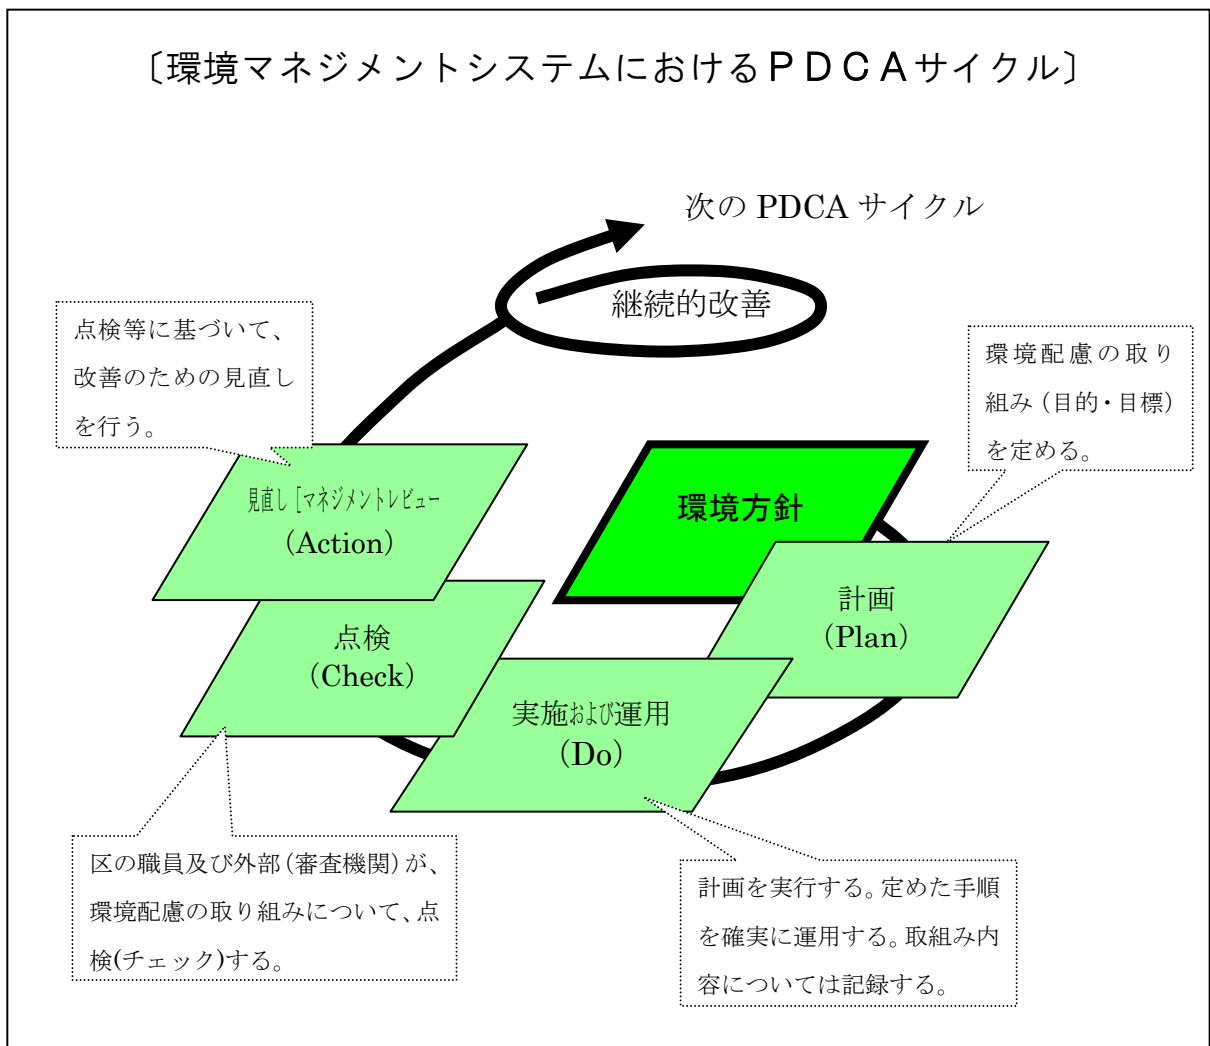 〔環境マネジメントシステムにおけるＰＤＣＡサイクル〕
次の PDCA サイクル
継続的改善
点検等に基づいて、
改善のための見直し
を行う。
環境配慮の取り
組み（目的・目標）
を定める。
見直し［マネジメントレビュー
（Action）
環境方針
計画
（Plan）
点検
（Check）
実施および運用
（Do）
区の職員及び外部（審査機関）が、
環境配慮の取り組みについて、点
検(チェック)する。
計画を実行する。定めた手順
を確実に運用する。取組み内
容については記録する。